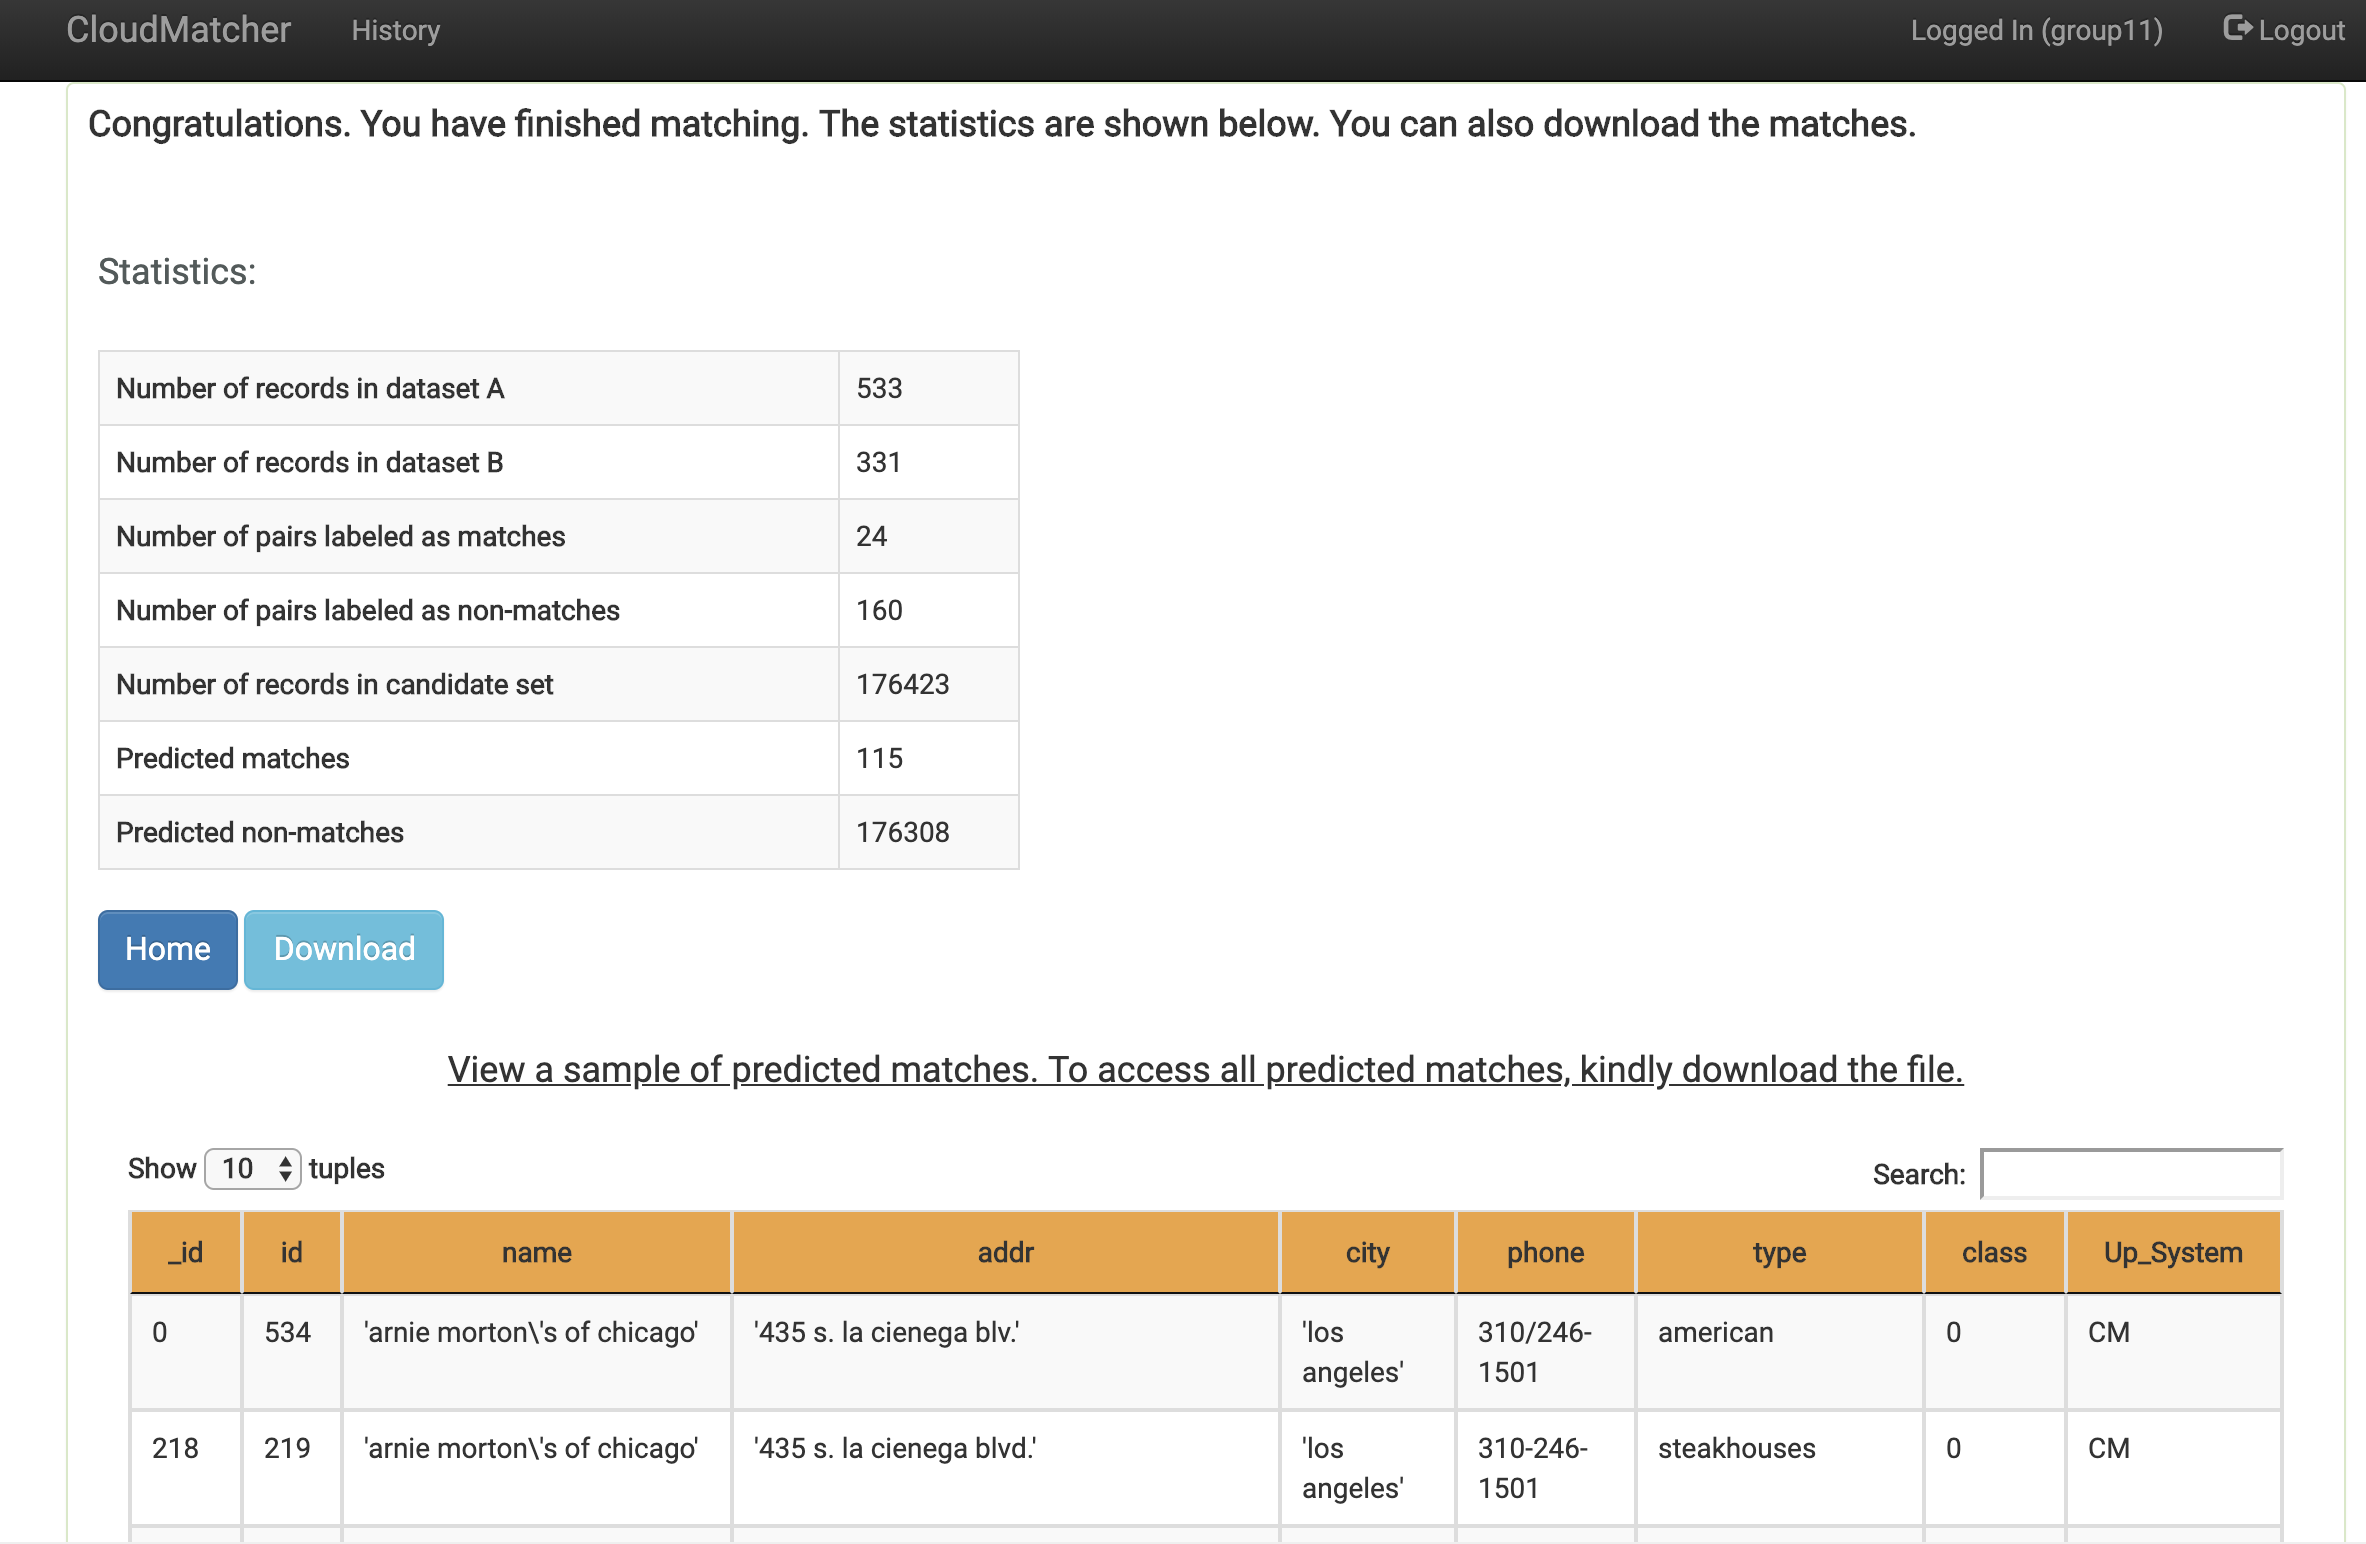 CloudMatcher History Logged In (group11) Logout
Congratulations. You have finished matching. The statistics are shown below. You can also download the matches.
Statistics:
Number of records in dataset A 533
Number of records in dataset B 331
Number of pairs labeled as matches 24
Number of pairs labeled as non-matches 160
Number of records in candidate set 176423
Predicted matches 115
Predicted non-matches 176308
Home Download
View a sample of predicted matches. To access all predicted matches, kindly download the file.
Show 10 tuples Search:
_id id name addr city phone type class Up_System
0 534 'arnie morton\'s of chicago' '435 s. la cienega blv.' 'los angeles' 310/246-1501 american 0 CM
218 219 'arnie morton\'s of chicago' '435 s. la cienega blvd.' 'los angeles' 310-246-1501 steakhouses 0 CM